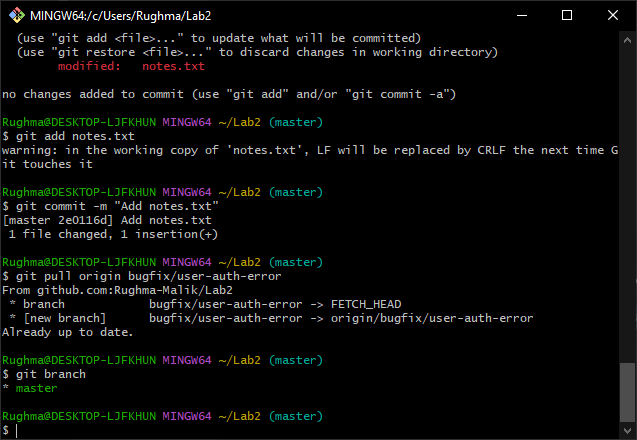 MINGW64:/c/Users/Rughma/Lab2
(use "git add <file>..." to update what will be committed)
(use "git restore <file>..." to discard changes in working directory)
modified:   notes.txt
no changes added to commit (use "git add" and/or "git commit -a")
Rughma@DESKTOP-LJFKHUN MINGW64 ~/Lab2 (master)
$ git add notes.txt
warning: in the working copy of 'notes.txt', LF will be replaced by CRLF the next time G
it touches it
Rughma@DESKTOP-LJFKHUN MINGW64 ~/Lab2 (master)
$ git commit -m "Add notes.txt"
[master 2e0116d] Add notes.txt
1 file changed, 1 insertion(+)
Rughma@DESKTOP-LJFKHUN MINGW64 ~/Lab2 (master)
$ git pull origin bugfix/user-auth-error
From github.com:Rughma-Malik/Lab2
* branch            bugfix/user-auth-error -> FETCH_HEAD
* [new branch]      bugfix/user-auth-error -> origin/bugfix/user-auth-error
Already up to date.
Rughma@DESKTOP-LJFKHUN MINGW64 ~/Lab2 (master)
$ git branch
* master
Rughma@DESKTOP-LJFKHUN MINGW64 ~/Lab2 (master)
$